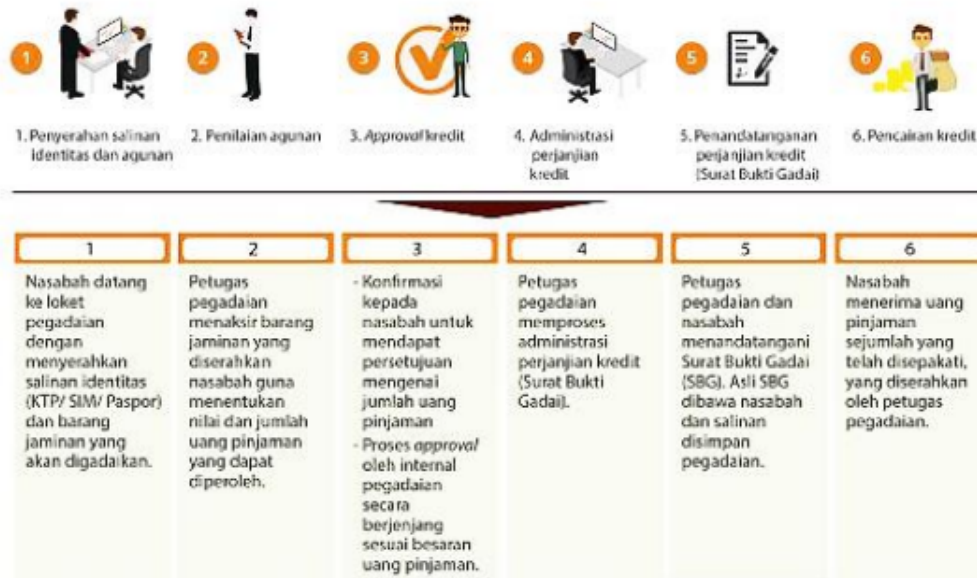 1
2
3
4
5
6
1. Penyerahan salinan
identitas dan agunan
2. Penilaian agunan
3. Approval kredit
4. Administrasi
perjanjian
kredit
5. Penandatanganan
perjanjian kredit
(Surat Bukti Gadai)
6. Pencairan kredit
1
Nasabah datang
ke loket
pegadaian
dengan
menyerahkan
salinan identitas
(KTP/ SIM/ Paspor)
dan barang
jaminan yang
akan digadaikan.
2
Petugas
pegadaian
menaksir barang
jaminan yang
diserahkan
nasabah guna
menentukan
nilai dan jumlah
uang pinjaman
yang dapat
diperoleh.
3
- Konfirmasi
kepada
nasabah untuk
mendapat
persetujuan
mengenai
jumlah uang
pinjaman
- Proses approval
oleh internal
pegadaian
secara
berjenjang
sesuai besaran
uang pinjaman.
4
Petugas
pegadaian
memproses
administrasi
perjanjian kredit
(Surat Bukti
Gadai).
5
Petugas
pegadaian dan
nasabah
menandatangani
Surat Bukti Gadai
(SBG). Asli SBG
dibawa nasabah
dan salinan
disimpan
pegadaian.
6
Nasabah
menerima uang
pinjaman
sejumlah yang
telah disepakati,
yang diserahkan
oleh petugas
pegadaian.